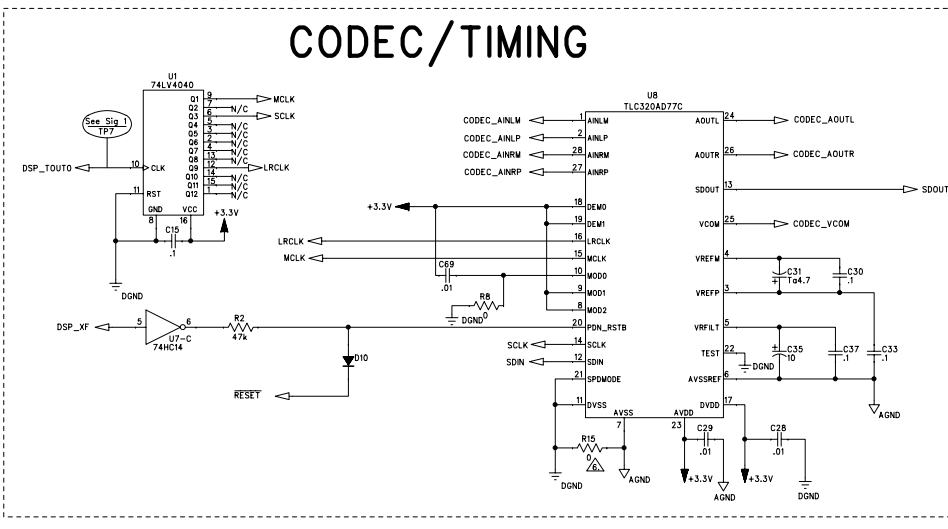 CODEC/TIMING
U1
74LV4040
See Sig 1
TP7
DSP_TOUT0
10 CLK
11 RST
GND
8
VCC
16
Q1 9 MCLK
Q2 7 N/C
Q3 6 SCLK
Q4 5 N/C
Q5 3 N/C
Q6 2 N/C
Q7 4 N/C
Q8 13 N/C
Q9 12 LRCLK
Q10 14 N/C
Q11 15 N/C
Q12 1 N/C
+3.3V
C15
.1
DGND
DSP_XF
5
6
U7-C
74HC14
R2
47k
D10
RESET
U8
TLC320AD77C
CODEC_AINLM 1 AINLM
CODEC_AINLP 2 AINLP
CODEC_AINRM 28 AINRM
CODEC_AINRP 27 AINRP
+3.3V
18 DEM0
19 DEM1
LRCLK 16 LRCLK
MCLK 15 MCLK
C69
.01
10 MOD0
9 MOD1
8 MOD2
R8
0
DGND
20 PDN_RSTB
SCLK 14 SCLK
SDIN 12 SDIN
21 SPDMODE
11 DVSS
AVSS
7
AVDD
23
AOUTL 24 CODEC_AOUTL
AOUTR 26 CODEC_AOUTR
SDOUT 13 SDOUT
VCOM 25 CODEC_VCOM
VREFM 4
VREFP 3
VRFILT 5
TEST 22
DGND
AVSSREF 6
DVDD 17
C31
Ta4.7
+
C30
.1
C35
10
+
C37
.1
C33
.1
AGND
R15
0
6.
DGND
AGND
C29
.01
+3.3V
AGND
C28
.01
+3.3V
DGND